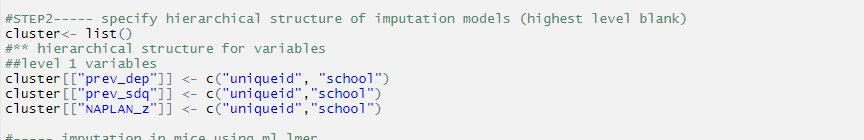 #STEP2----- specify hierarchical structure of imputation models (highest level blank)
cluster<- list()
#** hierarchical structure for variables
##level 1 variables
cluster[["prev_dep"]] <- c("uniqueid", "school")
cluster[["prev_sdq"]] <- c("uniqueid","school")
cluster[["NAPLAN_z"]] <- c("uniqueid","school")
#----- imputation in mice using ml.lmer